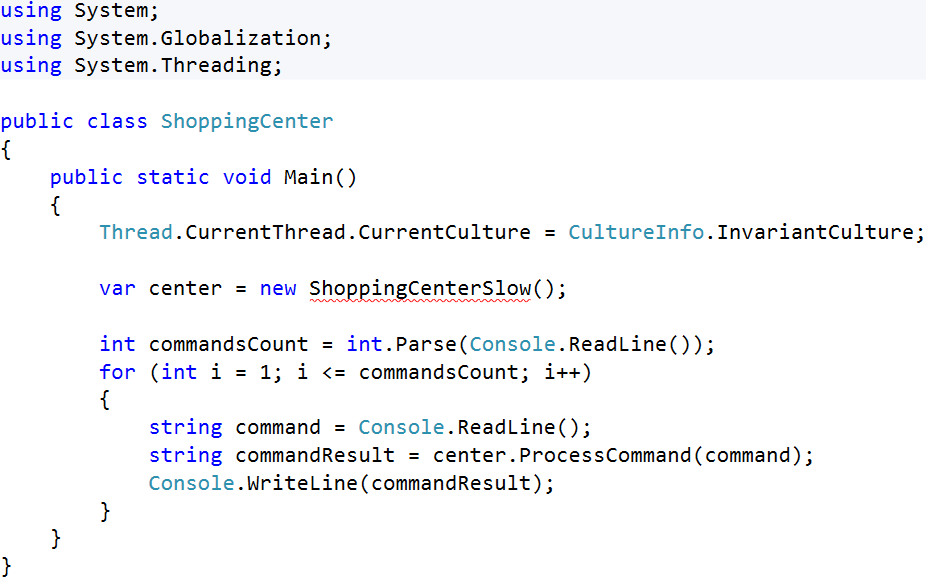 using System;
using System.Globalization;
using System.Threading;

public class ShoppingCenter
{
    public static void Main()
    {
        Thread.CurrentThread.CurrentCulture = CultureInfo.InvariantCulture;

        var center = new ShoppingCenterSlow();

        int commandsCount = int.Parse(Console.ReadLine());
        for (int i = 1; i <= commandsCount; i++)
        {
            string command = Console.ReadLine();
            string commandResult = center.ProcessCommand(command);
            Console.WriteLine(commandResult);
        }
    }
}